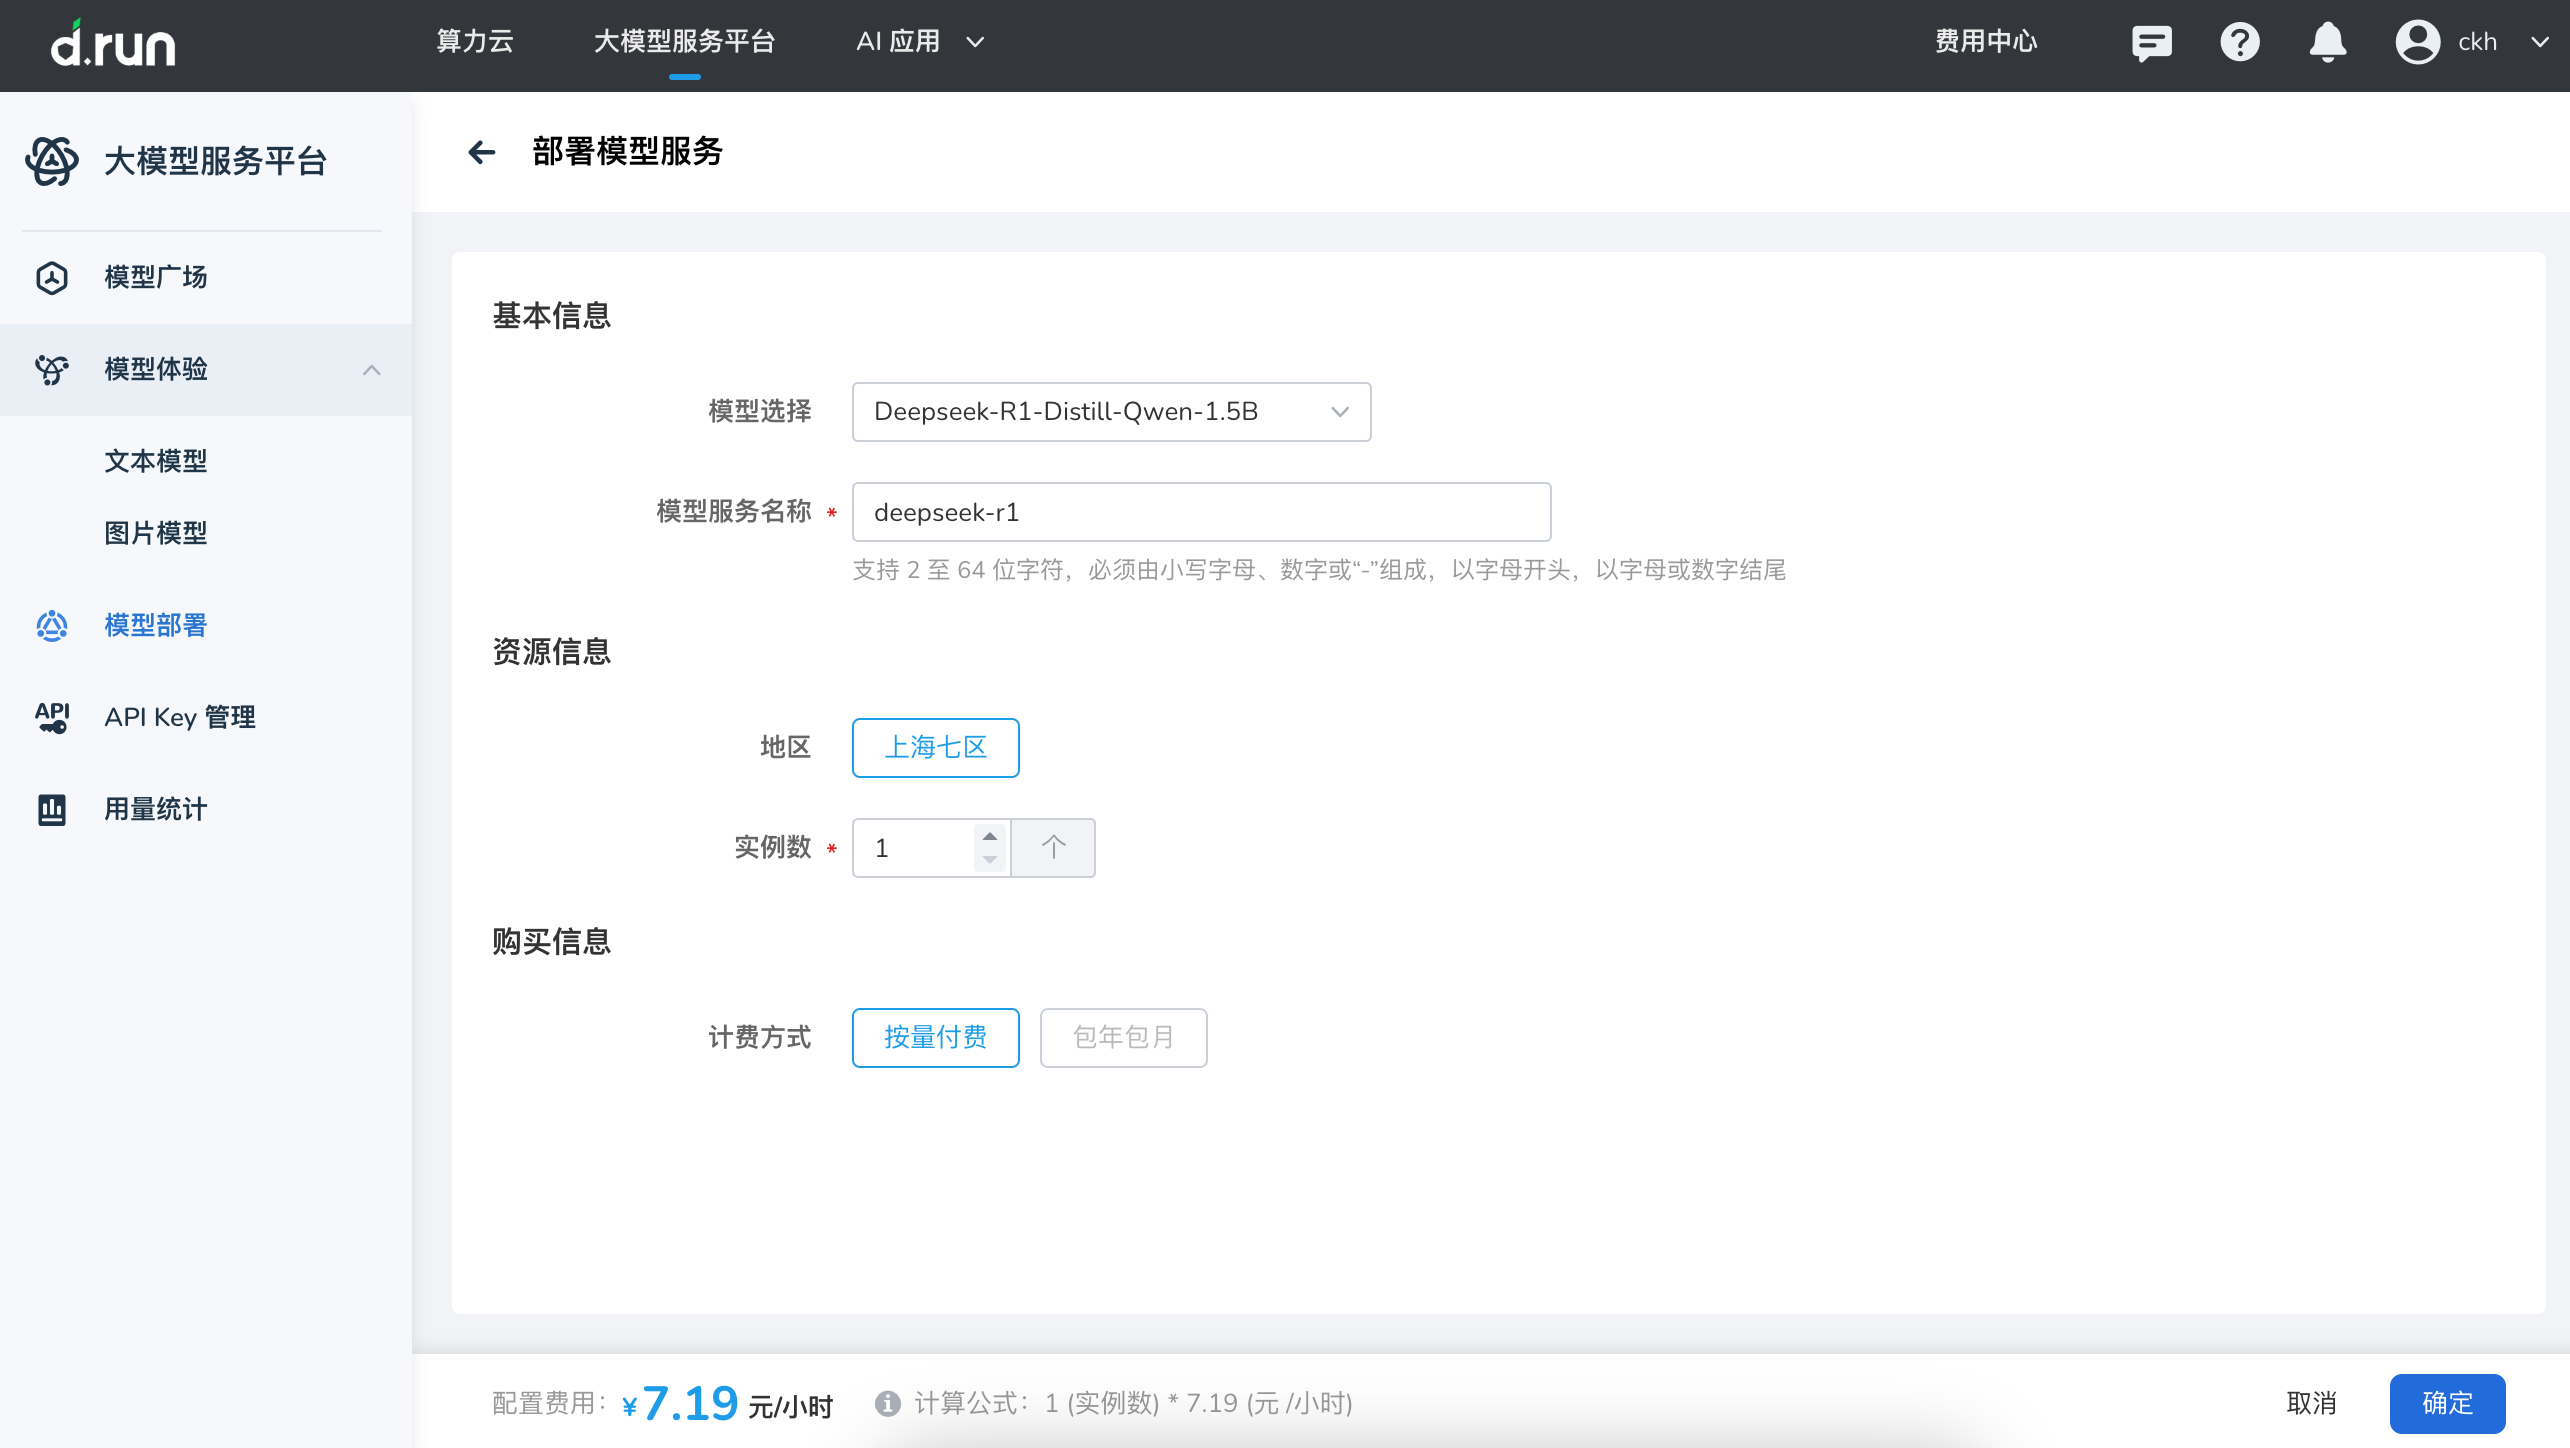 d.run
算力云
大模型服务平台
AI 应用
费用中心
ckh
大模型服务平台
模型广场
模型体验
文本模型
图片模型
模型部署
API Key 管理
用量统计
部署模型服务
基本信息
模型选择
Deepseek-R1-Distill-Qwen-1.5B
模型服务名称 *
deepseek-r1
支持 2 至 64 位字符，必须由小写字母、数字或“-”组成，以字母开头，以字母或数字结尾
资源信息
地区
上海七区
实例数 *
1
个
购买信息
计费方式
按量付费
包年包月
配置费用：¥7.19 元/小时
计算公式：1 (实例数) * 7.19 (元 /小时)
取消
确定